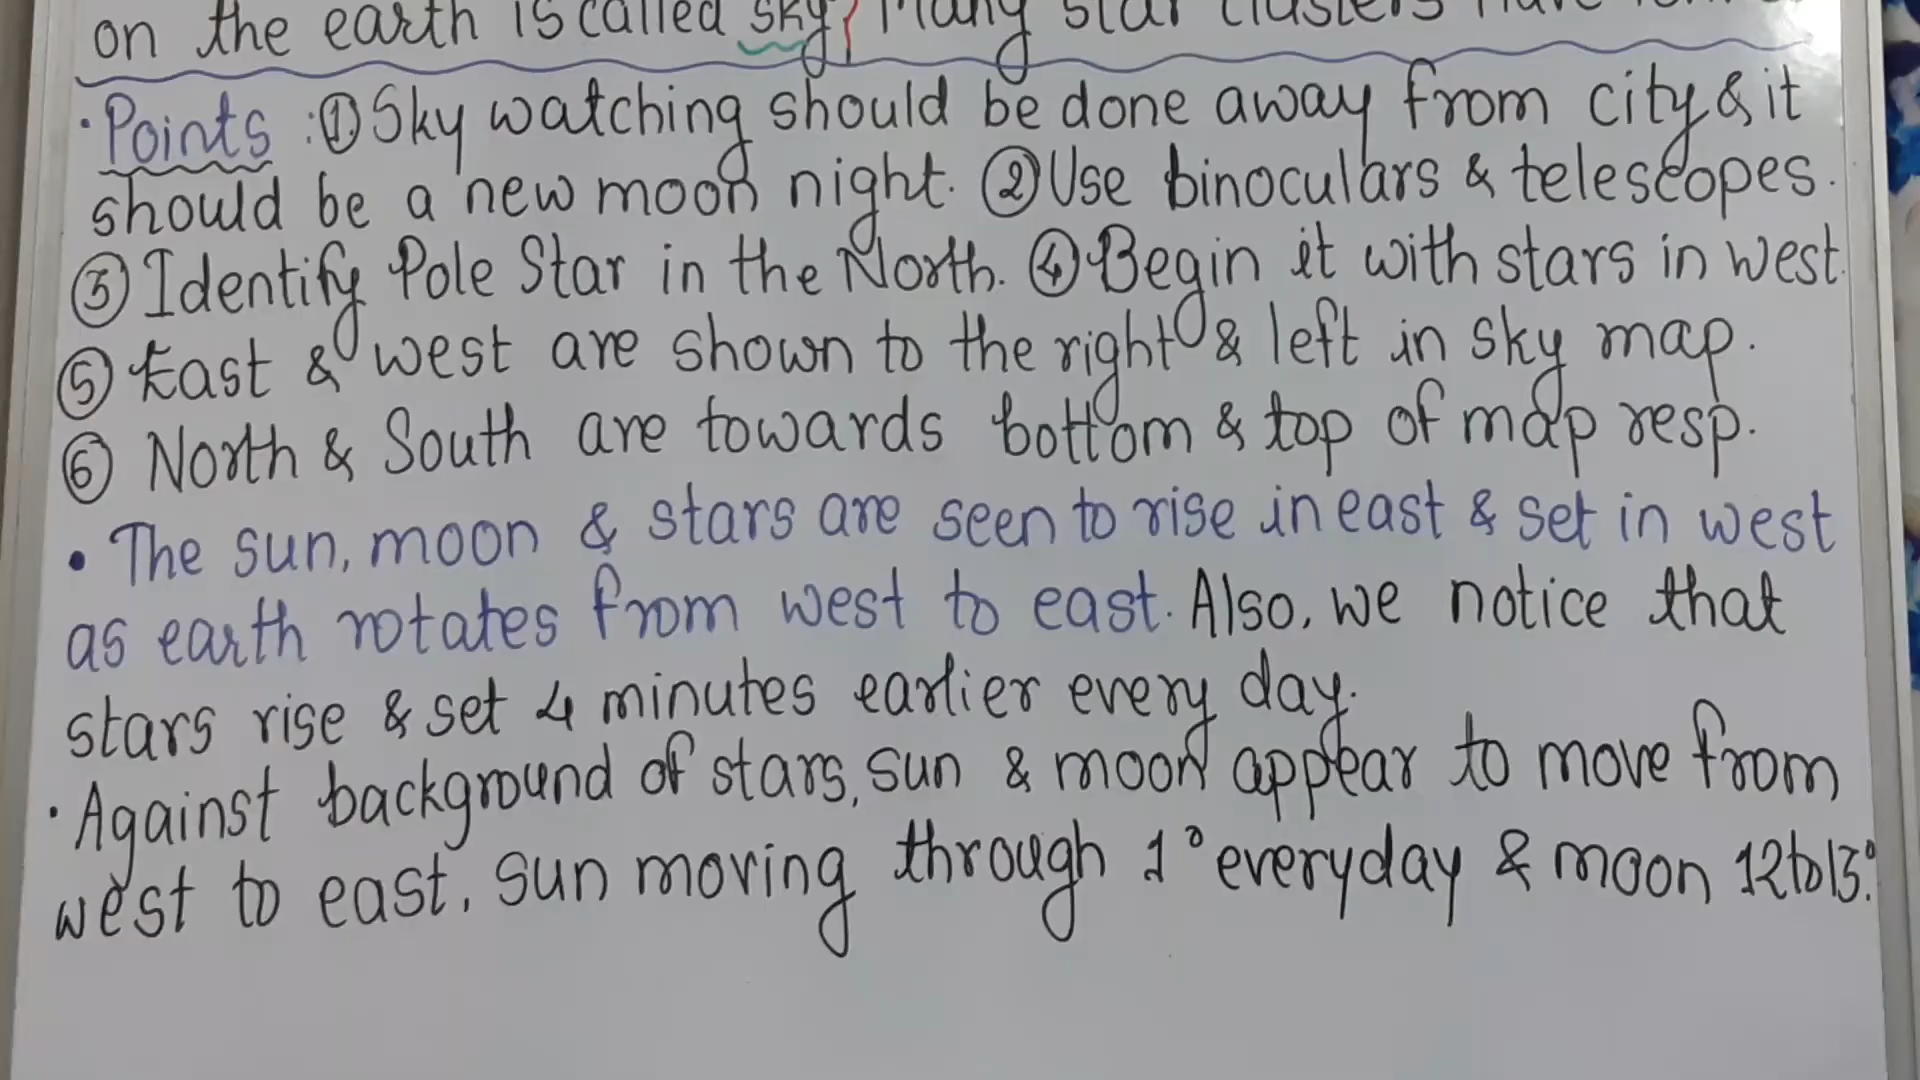 on the earth is called sky. Many star clusters have
·Points :① Sky watching should be done away from city & it
should be a new moon night. ② Use binoculars & telescopes.
③ Identify Pole Star in the North. ④ Begin it with stars in west.
⑤ East & west are shown to the right & left in sky map.
⑥ North & South are towards bottom & top of map resp.
• The sun, moon & stars are seen to rise in east & set in west
as earth rotates from west to east. Also, we notice that
stars rise & set 4 minutes earlier every day.
· Against background of stars, sun & moon appear to move from
west to east, sun moving through 1° everyday & moon 12 to 13°.